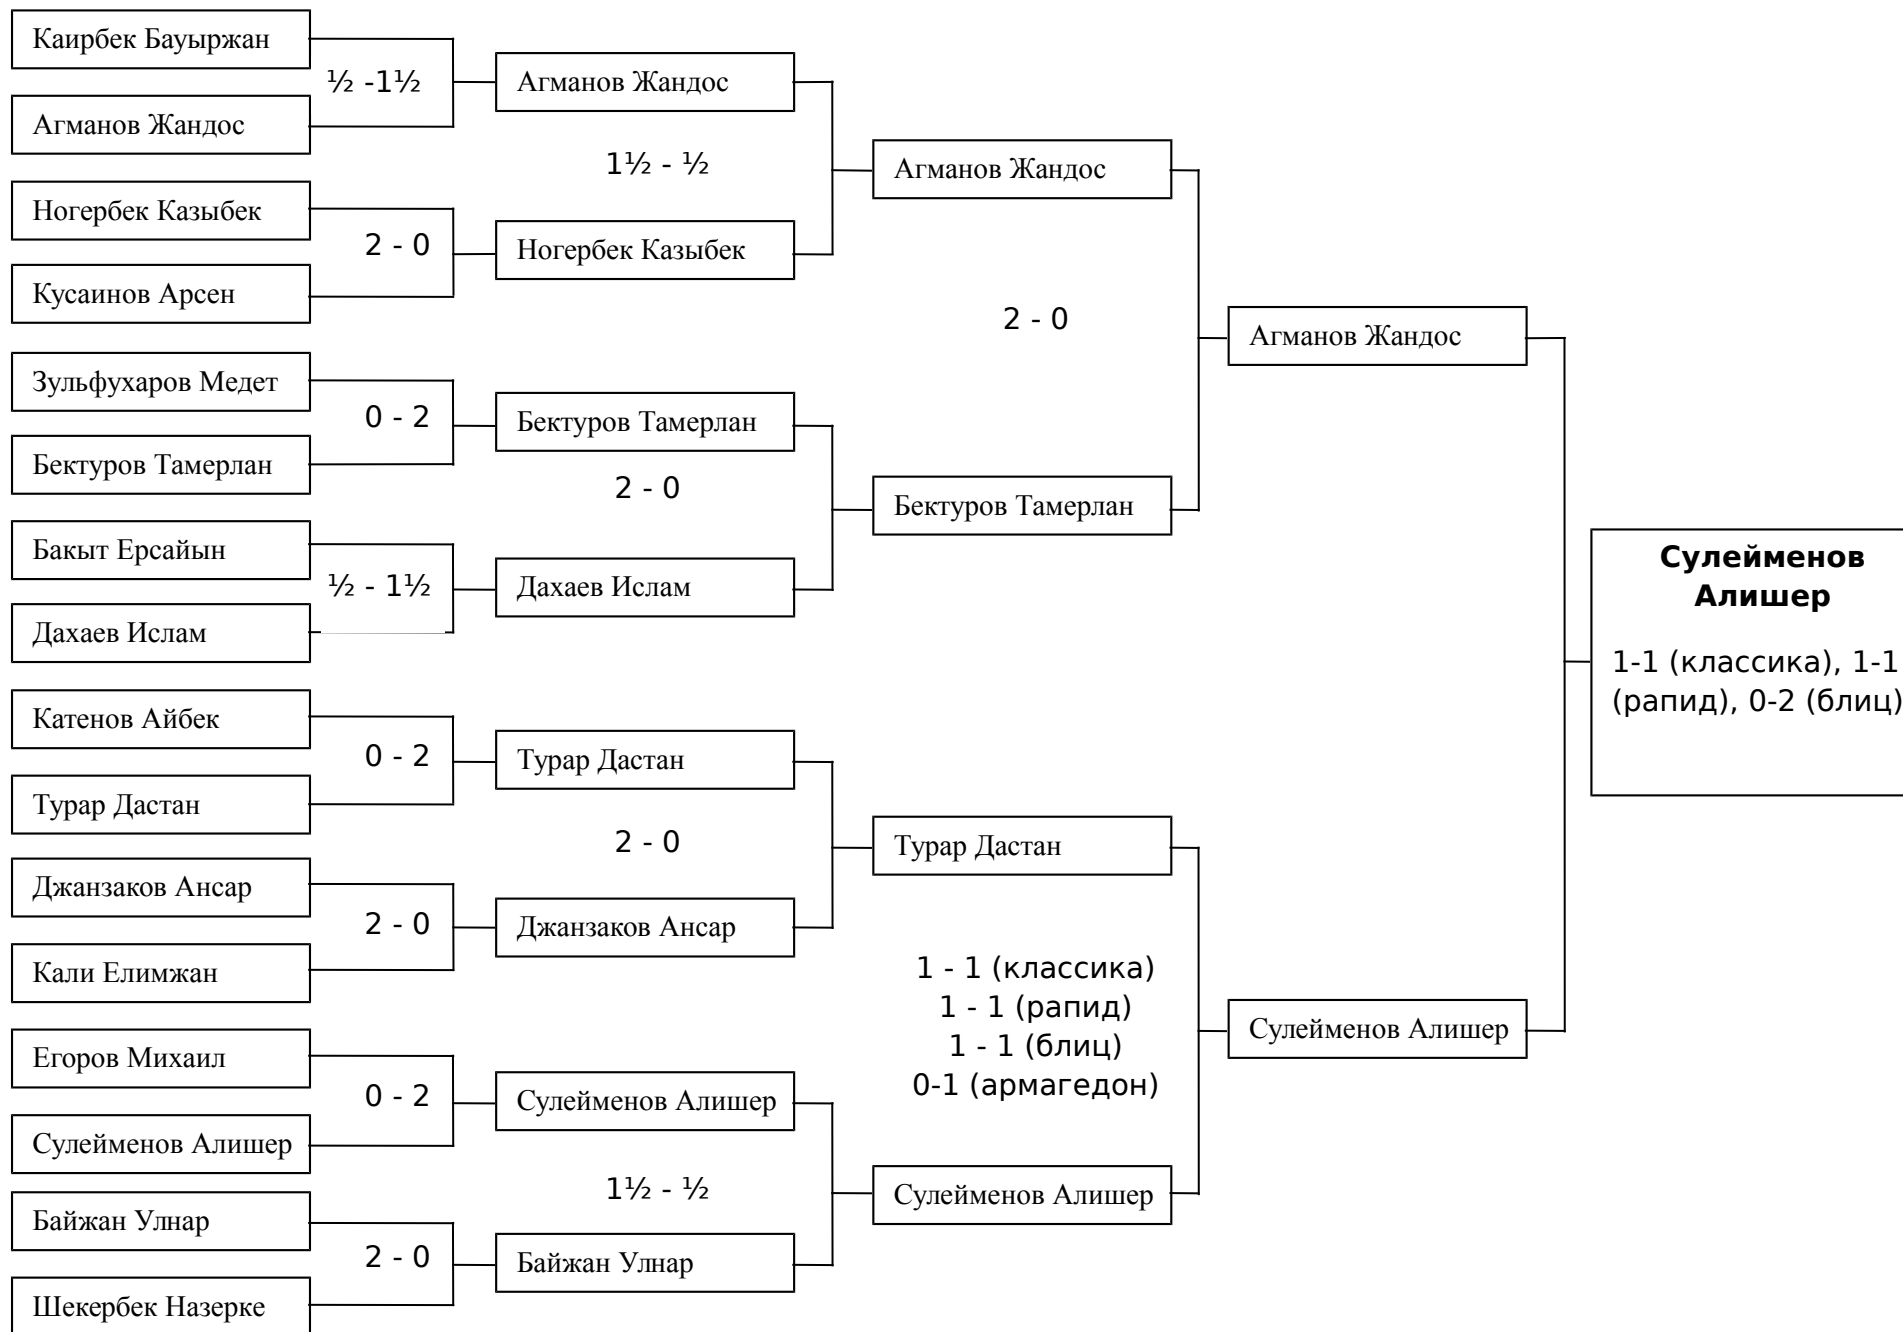 Каирбек Бауыржан
½ -1½
Агманов Жандос
Ногербек Казыбек
2 - 0
Кусаинов Арсен
Зульфухаров Медет
0 - 2
Бектуров Тамерлан
Бакыт Ерсайын
½ - 1½
Дахаев Ислам
Катенов Айбек
0 - 2
Турар Дастан
Джанзаков Ансар
2 - 0
Кали Елимжан
Егоров Михаил
0 - 2
Сулейменов Алишер
Байжан Улнар
2 - 0
Шекербек Назерке
Агманов Жандос
1½ - ½
Ногербек Казыбек
Бектуров Тамерлан
2 - 0
Дахаев Ислам
Турар Дастан
2 - 0
Джанзаков Ансар
Сулейменов Алишер
1½ - ½
Байжан Улнар
Агманов Жандос
2 - 0
Бектуров Тамерлан
Турар Дастан
1 - 1 (классика)
1 - 1 (рапид)
1 - 1 (блиц)
0-1 (армагедон)
Сулейменов Алишер
Агманов Жандос
Сулейменов Алишер
Сулейменов
Алишер
1-1 (классика), 1-1
(рапид), 0-2 (блиц)